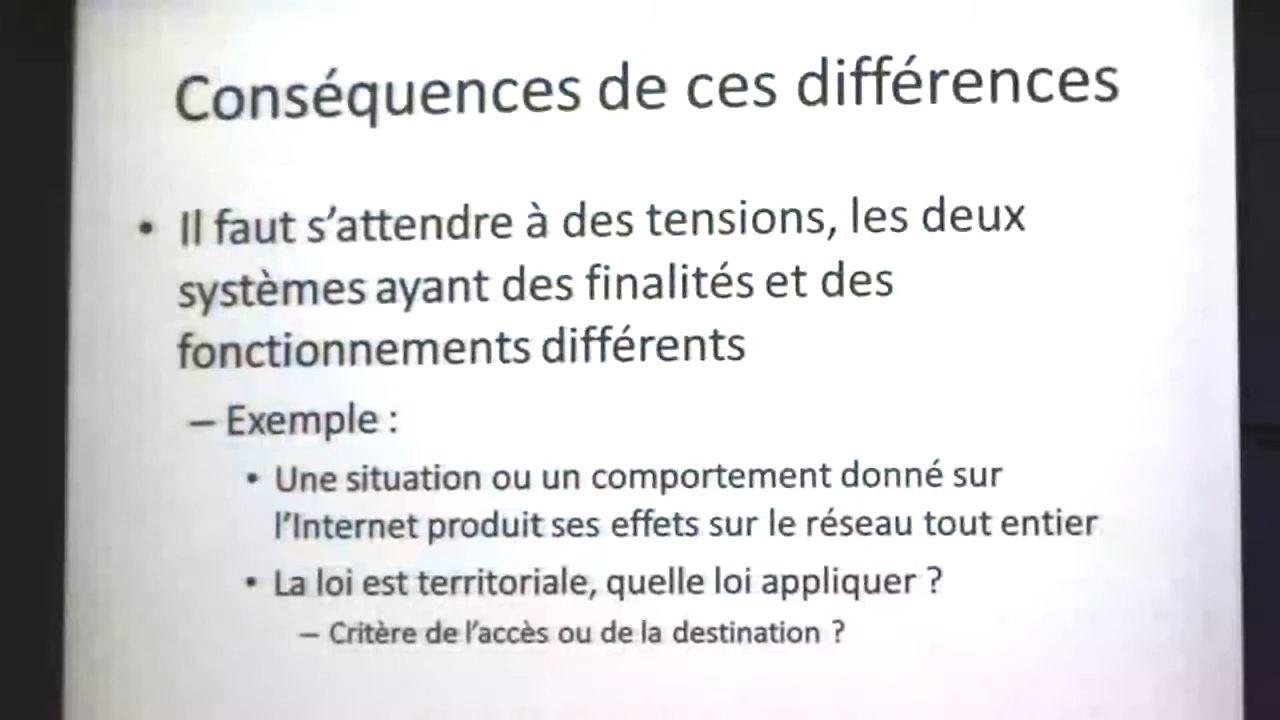 Conséquences de ces différences
• Il faut s’attendre à des tensions, les deux
systèmes ayant des finalités et des
fonctionnements différents
– Exemple :
• Une situation ou un comportement donné sur
l’Internet produit ses effets sur le réseau tout entier
• La loi est territoriale, quelle loi appliquer ?
– Critère de l’accès ou de la destination ?